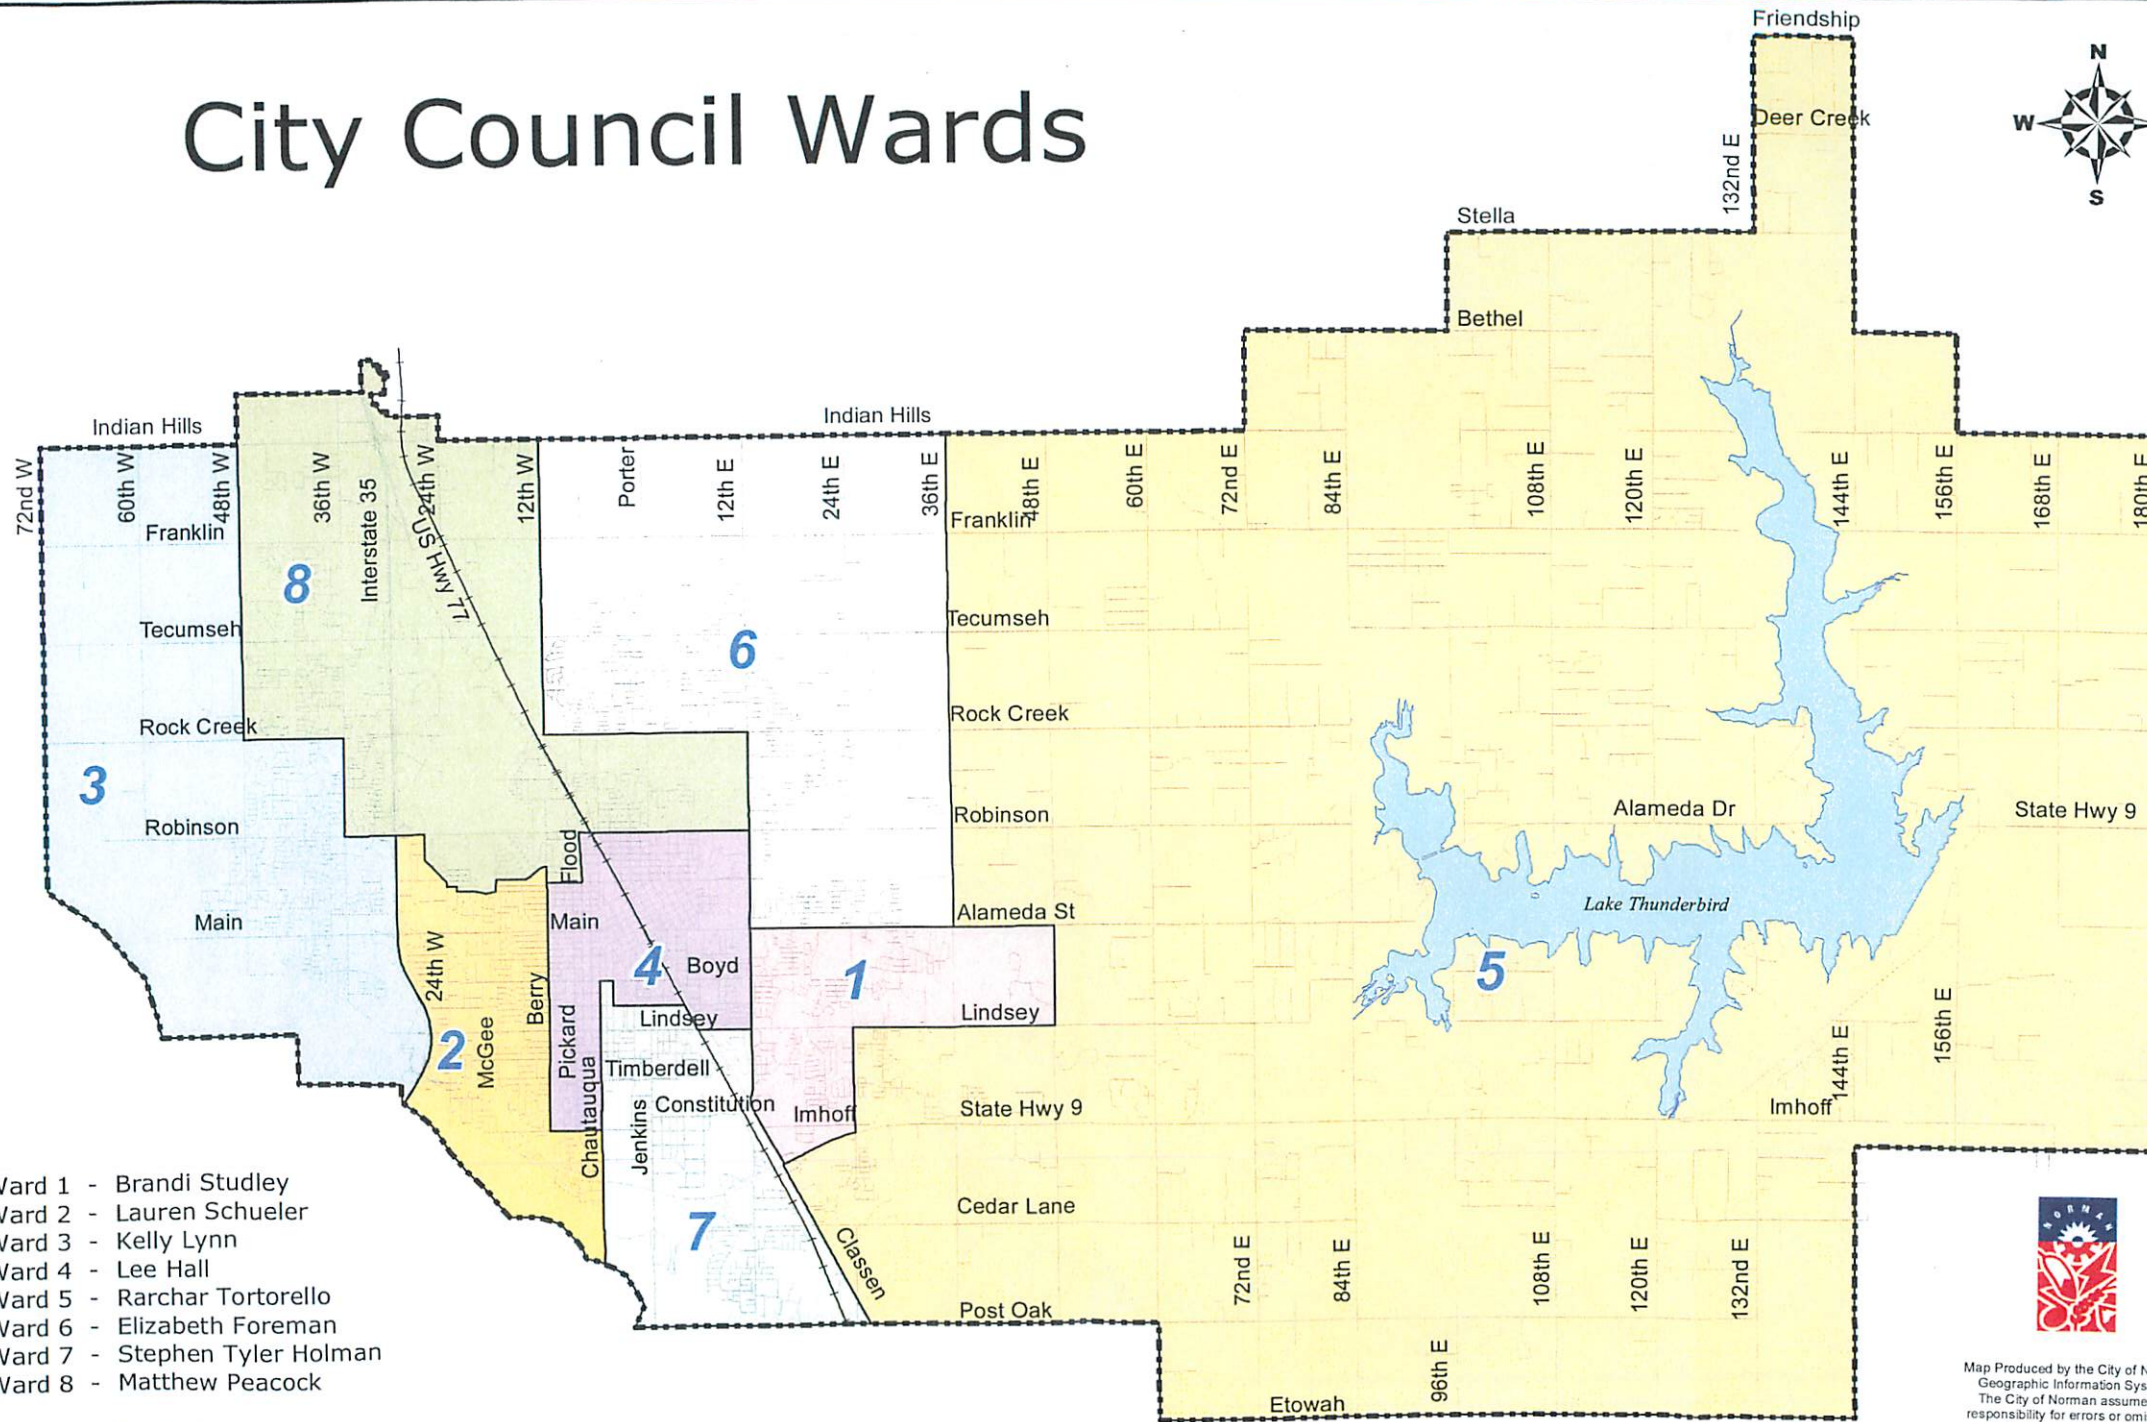 City Council Wards
Friendship
N
W
S
Deer Creek
132nd E
Stella
Bethel
Indian Hills
Indian Hills
72nd W
60th W
48th W
36th W
Interstate 35
24th W
US Hwy 77
12th W
Porter
12th E
24th E
36th E
48th E
60th E
72nd E
84th E
108th E
120th E
144th E
156th E
168th E
180th
Franklin
Franklin
8
Tecumseh
Tecumseh
6
Rock Creek
Rock Creek
3
Robinson
Robinson
Alameda Dr
State Hwy 9
Flood
Main
Main
Alameda St
Lake Thunderbird
24th W
4
Boyd
1
5
Berry
Pickard
Lindsey
Lindsey
2
McGee
Chautauqua
Timberdell
Constitution
Jenkins
Imhoff
State Hwy 9
144th E
156th E
Imhoff
Cedar Lane
7
Classen
Post Oak
72nd E
84th E
96th E
108th E
120th E
132nd E
Etowah
Ward 1 - Brandi Studley
Ward 2 - Lauren Schueler
Ward 3 - Kelly Lynn
Ward 4 - Lee Hall
Ward 5 - Rarchar Tortorello
Ward 6 - Elizabeth Foreman
Ward 7 - Stephen Tyler Holman
Ward 8 - Matthew Peacock
NORMAN
Map Produced by the City of N
Geographic Information Sys
The City of Norman assume
responsibility for errors or omi